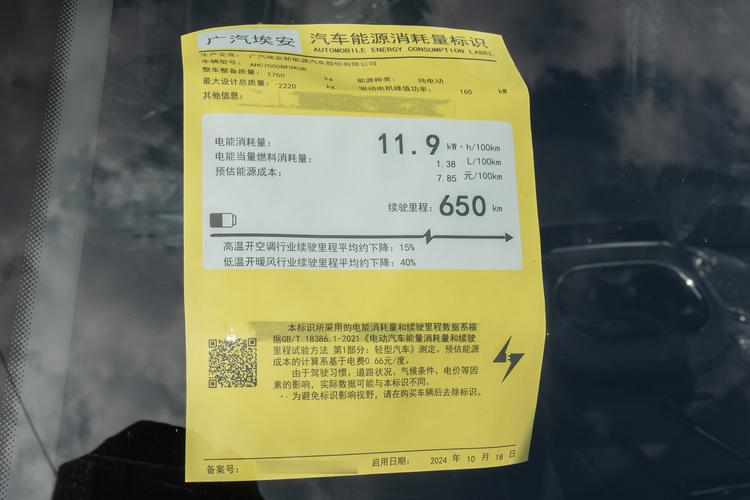 广汽埃安 汽车能源消耗量标识
AUTOMOBILE ENERGY CONSUMPTION LABEL
生产企业： 广汽埃安新能源汽车股份有限公司
车辆型号： AHC7000BEVK0B
整车整备质量： 1750 kg 能源种类： 纯电动
最大设计总质量： 2220 kg 驱动电机峰值功率： 165 kW
其他信息：
电能消耗量： 11.9 kW·h/100km
电能当量燃料消耗量： 1.38 L/100km
预估能源成本： 7.85 元/100km
续驶里程： 650 km
高温开空调行业续驶里程平均约下降：15%
低温开暖风行业续驶里程平均约下降：40%
本标识所采用的电能消耗量和续驶里程数据系根
据GB/T 18386.1-2021《电动汽车能量消耗量和续驶
里程试验方法 第1部分：轻型汽车》测定。预估能源
成本的计算系基于电费0.66元/度。
由于驾驶习惯、道路状况、气候条件、电价等因
素的影响，实际数据可能与本标识不同。
为避免标识影响视野，请在购买车辆后去除标识。
备案号： 启用日期： 2024 年 10 月 18 日